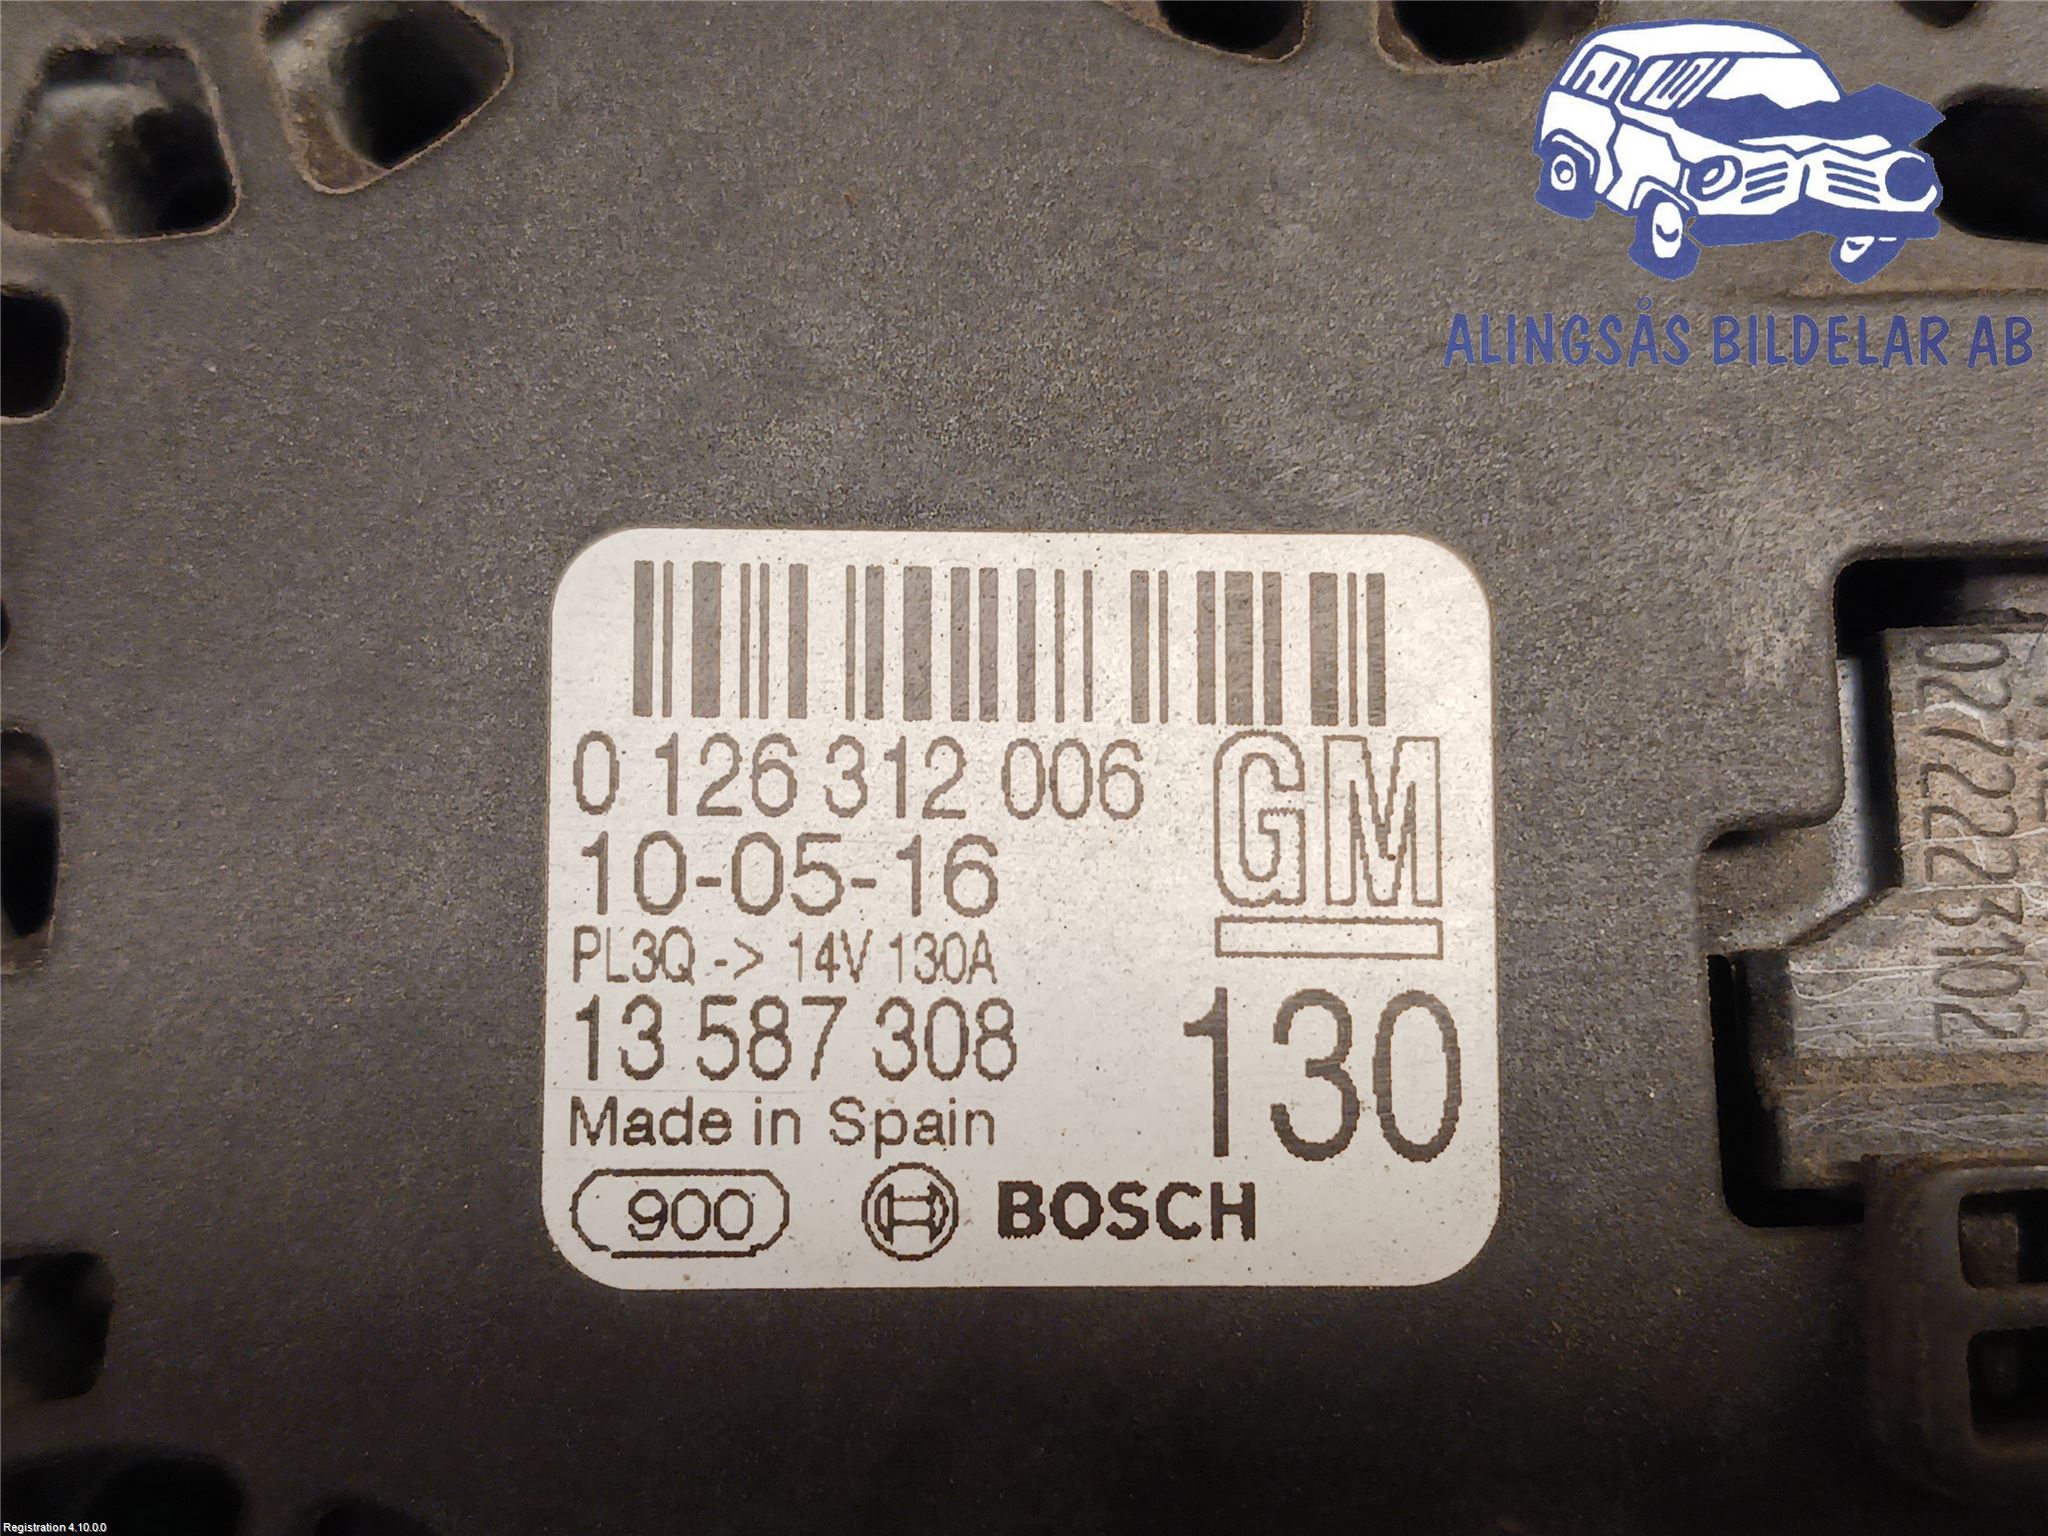 ALINGSÅS BILDELAR AB
0 126 312 006
GM
10-05-16
PL3Q -> 14V 130A
13 587 308
130
Made in Spain
900
BOSCH
0272223102
Registration 4.10.0.0